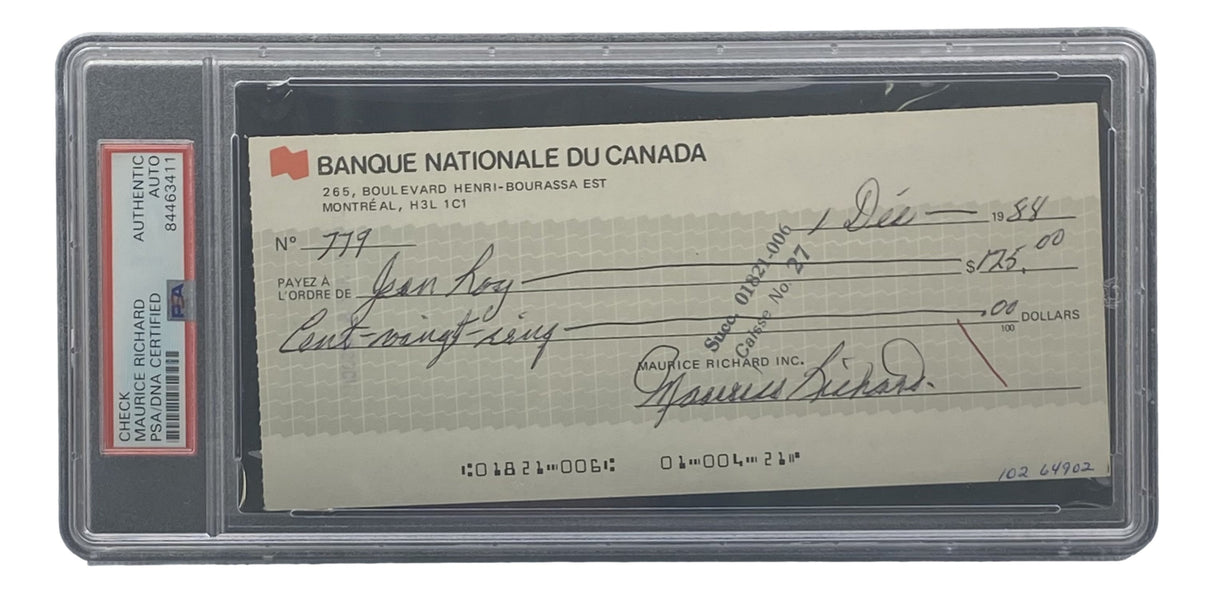 CHECK
MAURICE RICHARD
PSA/DNA CERTIFIED
AUTHENTIC
AUTO
84463411
PSA
BANQUE NATIONALE DU CANADA
265, BOULEVARD HENRI-BOURASSA EST
MONTRÉAL, H3L 1C1
1 Déc 1988
Nº 779
PAYEZ À
L'ORDRE DE Jean Roy $125.00
Cent-vingt-cinq .00/100 DOLLARS
Succ. 01821-006
Caisse No. 27
MAURICE RICHARD INC.
Maurice Richard.
01821-006 01-004-21
102 64902